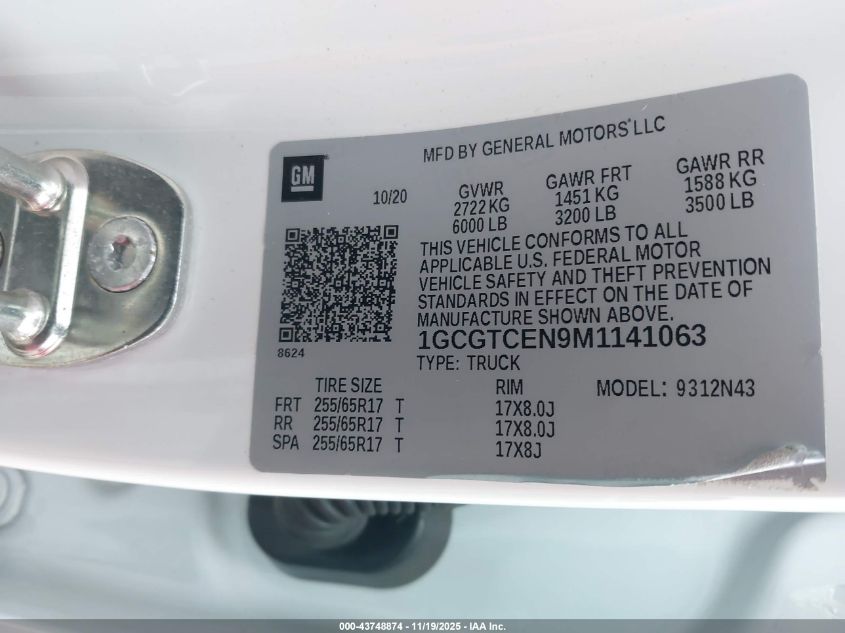 MFD BY GENERAL MOTORS LLC
GM
10/20
GVWR GAWR FRT GAWR RR
2722 KG 1451 KG 1588 KG
6000 LB 3200 LB 3500 LB
THIS VEHICLE CONFORMS TO ALL
APPLICABLE U.S. FEDERAL MOTOR
VEHICLE SAFETY AND THEFT PREVENTION
STANDARDS IN EFFECT ON THE DATE OF
MANUFACTURE SHOWN ABOVE.
8624
1GCGTCEN9M1141063
TYPE: TRUCK
TIRE SIZE RIM MODEL: 9312N43
FRT 255/65R17 T 17X8.0J
RR 255/65R17 T 17X8.0J
SPA 255/65R17 T 17X8J
000-43748874 - 11/19/2025 - IAA Inc.